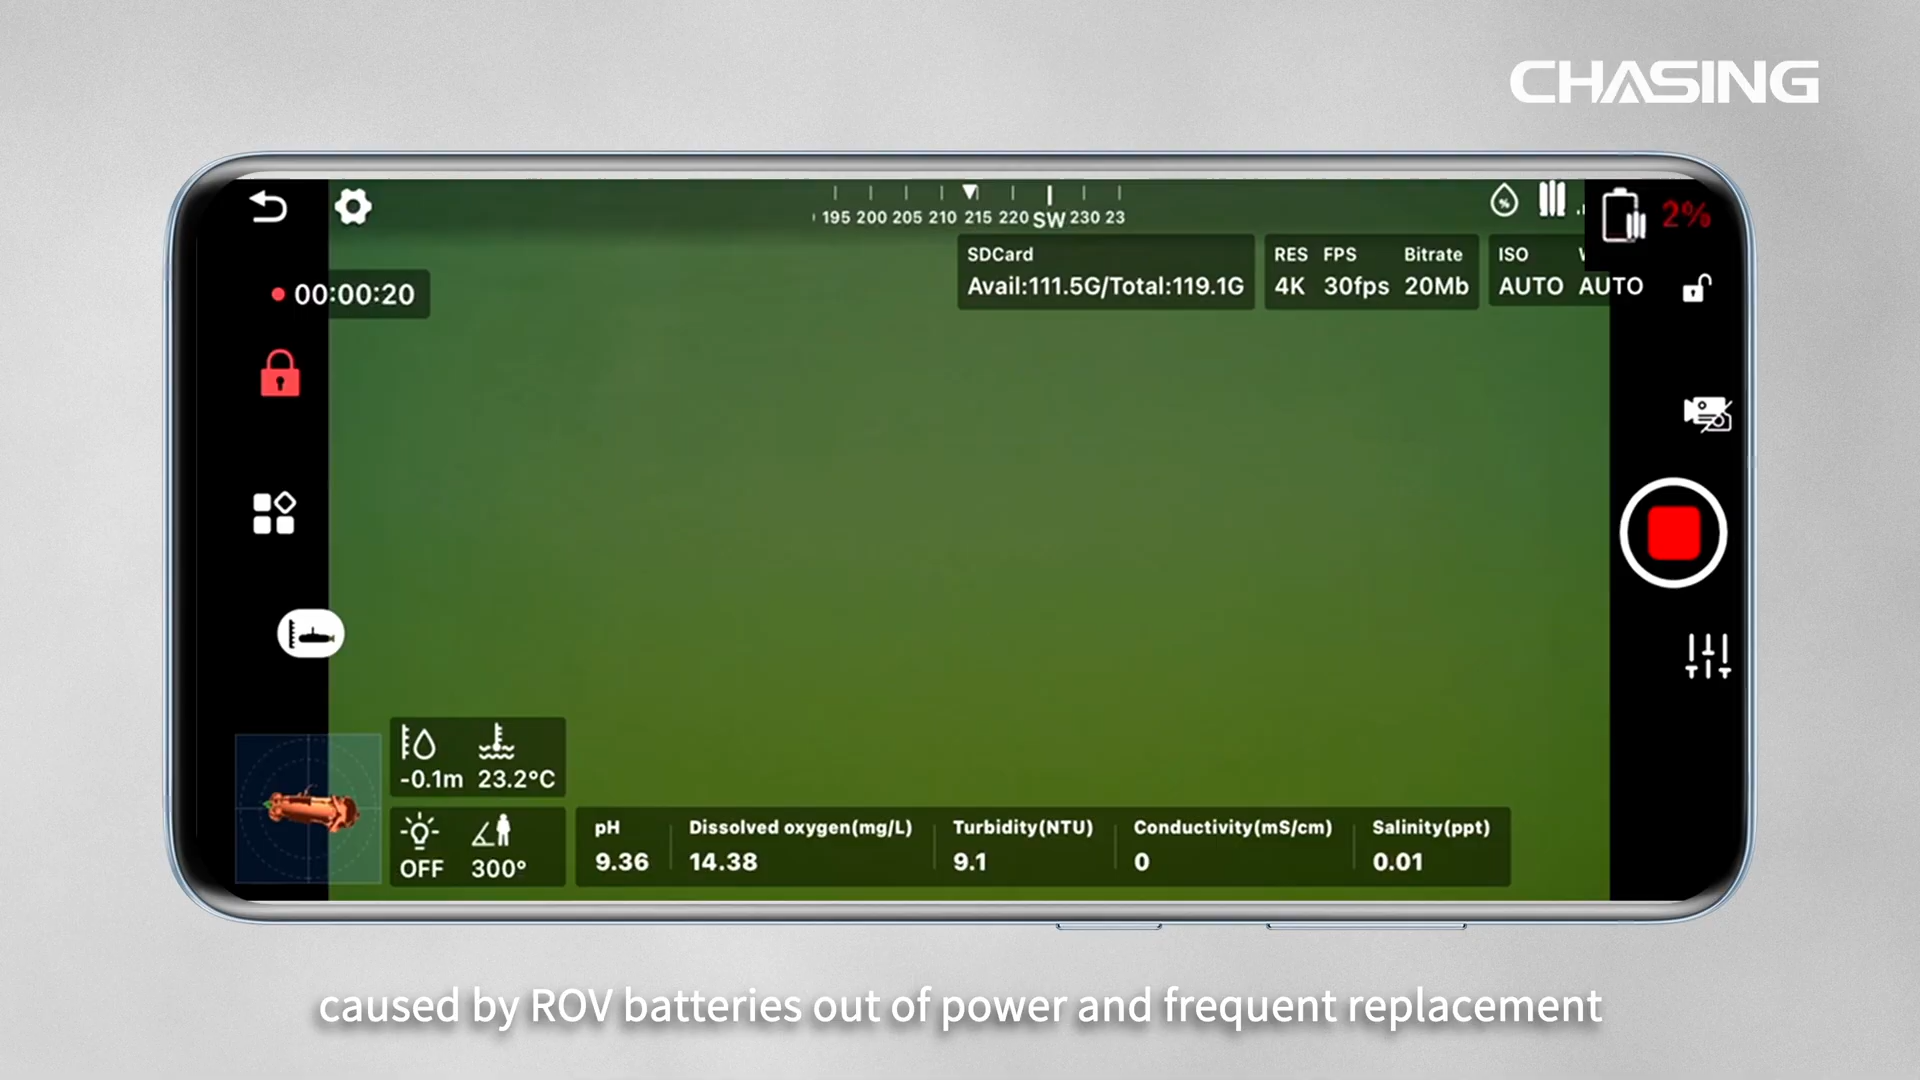 CHASING
195 200 205 210 215 220 SW 230 23
2%
SDCard
Avail:111.5G/Total:119.1G
RES FPS Bitrate
4K 30fps 20Mb
ISO
AUTO AUTO
00:00:20
-0.1m 23.2°C
OFF 300°
pH Dissolved oxygen(mg/L) Turbidity(NTU) Conductivity(mS/cm) Salinity(ppt)
9.36 14.38 9.1 0 0.01
caused by ROV batteries out of power and frequent replacement